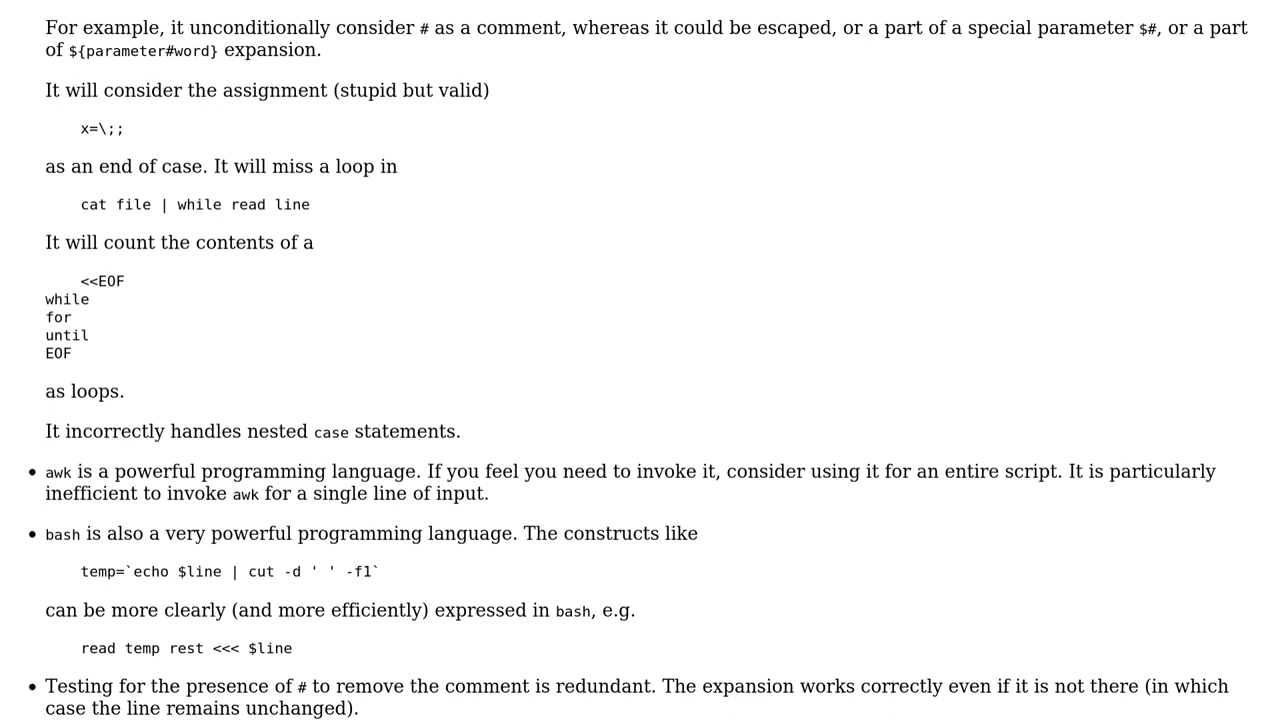 For example, it unconditionally consider # as a comment, whereas it could be escaped, or a part of a special parameter $#, or a part
of ${parameter#word} expansion.
It will consider the assignment (stupid but valid)
x=\;;
as an end of case. It will miss a loop in
cat file | while read line
It will count the contents of a
<<EOF
while
for
until
EOF
as loops.
It incorrectly handles nested case statements.
• awk is a powerful programming language. If you feel you need to invoke it, consider using it for an entire script. It is particularly
inefficient to invoke awk for a single line of input.
• bash is also a very powerful programming language. The constructs like
temp=`echo $line | cut -d ' ' -f1`
can be more clearly (and more efficiently) expressed in bash, e.g.
read temp rest <<< $line
• Testing for the presence of # to remove the comment is redundant. The expansion works correctly even if it is not there (in which
case the line remains unchanged).